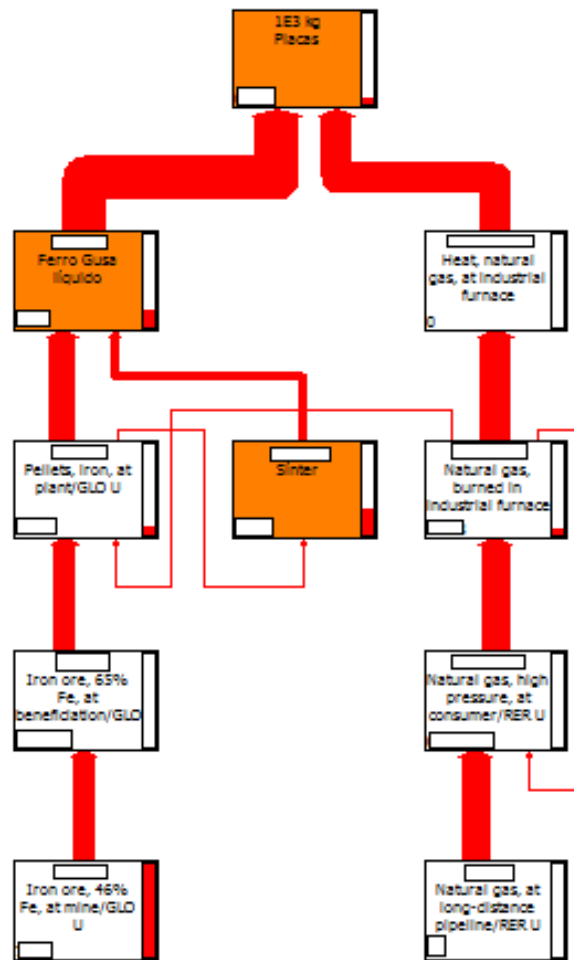 1E3 kg
Placas
Ferro Gusa
líquido
Heat, natural
gas, at industrial
furnace
0
Pellets, iron, at
plant/GLO U
Sinter
Natural gas,
burned in
industrial furnace
Iron ore, 65%
Fe, at
beneficiation/GLO
Natural gas, high
pressure, at
consumer/RER U
Iron ore, 46%
Fe, at mine/GLO
U
Natural gas, at
long-distance
pipeline/RER U